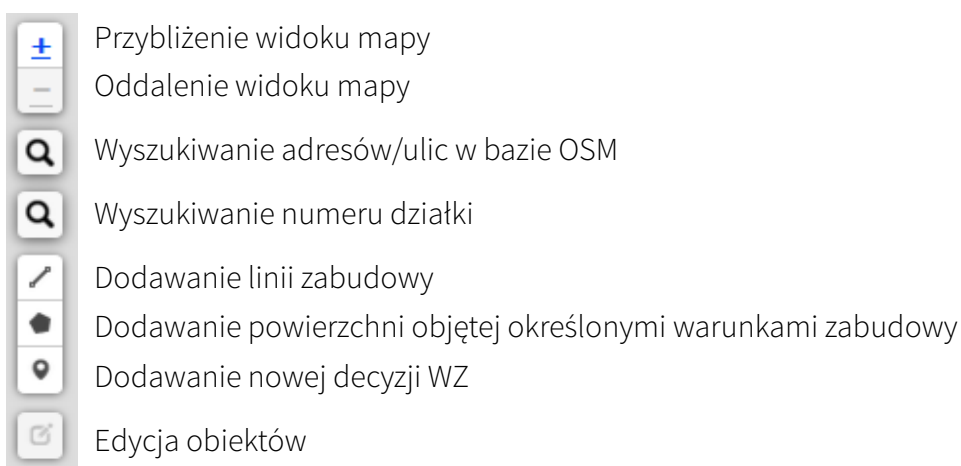 Przybliżenie widoku mapy
Oddalenie widoku mapy
Wyszukiwanie adresów/ulic w bazie OSM
Wyszukiwanie numeru działki
Dodawanie linii zabudowy
Dodawanie powierzchni objętej określonymi warunkami zabudowy
Dodawanie nowej decyzji WZ
Edycja obiektów